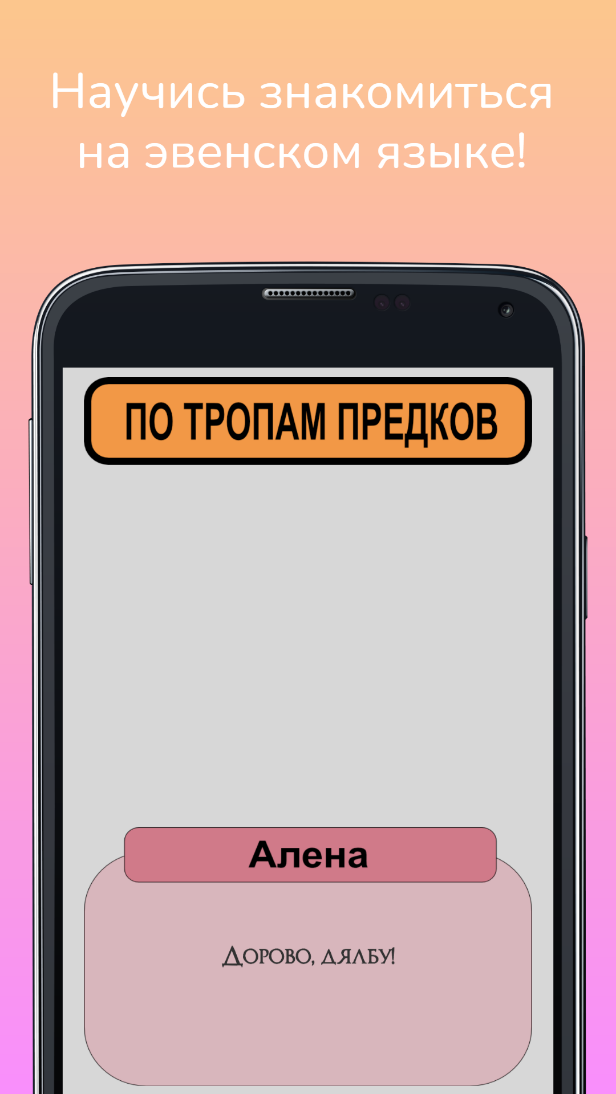 Научись знакомиться
на эвенском языке!
ПО ТРОПАМ ПРЕДКОВ
Алена
Дорово, дялбу!